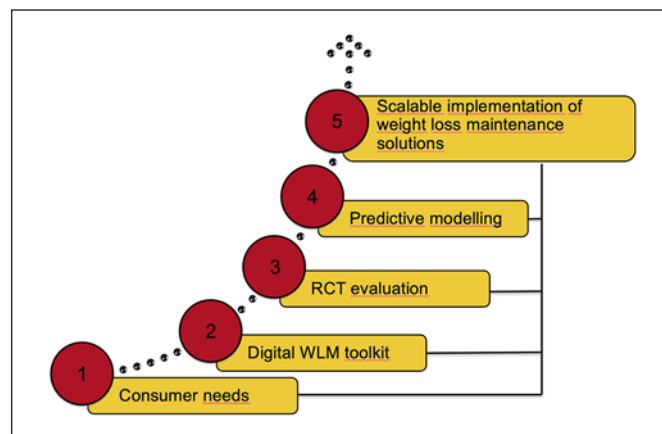 5
Scalable implementation of
weight loss maintenance
solutions
4
Predictive modelling
3
RCT evaluation
2
Digital WLM toolkit
1
Consumer needs